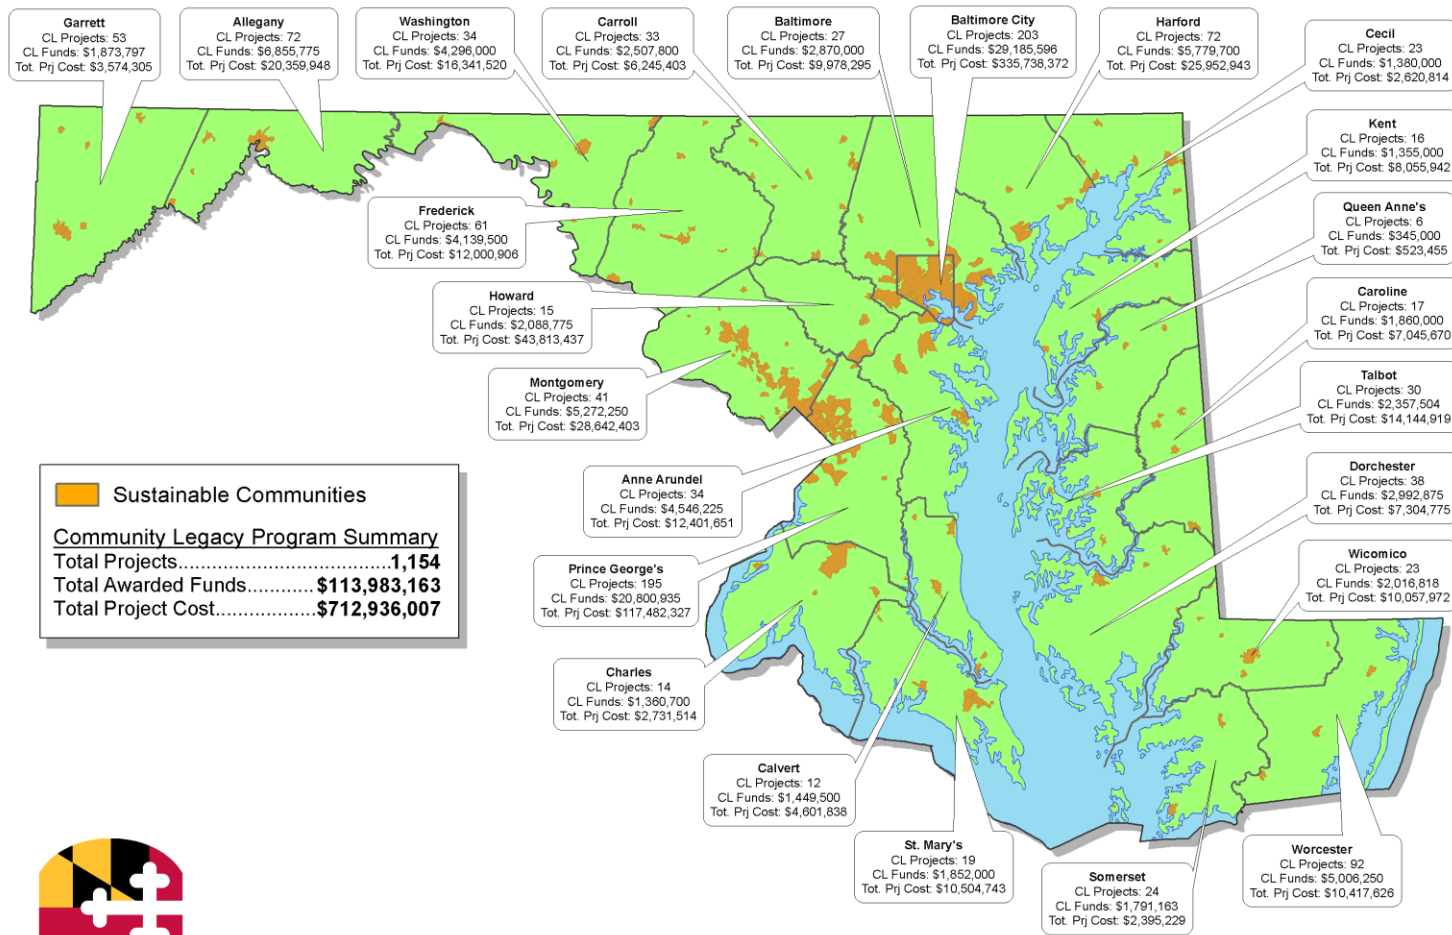 Garrett
CL Projects: 53
CL Funds: $1,873,797
Tot. Prj Cost: $3,574,305
Allegany
CL Projects: 72
CL Funds: $6,855,775
Tot. Prj Cost: $20,359,948
Washington
CL Projects: 34
CL Funds: $4,296,000
Tot. Prj Cost: $16,341,520
Carroll
CL Projects: 33
CL Funds: $2,507,800
Tot. Prj Cost: $6,245,403
Baltimore
CL Projects: 27
CL Funds: $2,870,000
Tot. Prj Cost: $9,978,295
Baltimore City
CL Projects: 203
CL Funds: $29,185,596
Tot. Prj Cost: $335,738,372
Harford
CL Projects: 72
CL Funds: $5,779,700
Tot. Prj Cost: $25,952,943
Cecil
CL Projects: 23
CL Funds: $1,380,000
Tot. Prj Cost: $2,620,814
Kent
CL Projects: 16
CL Funds: $1,355,000
Tot. Prj Cost: $8,055,942
Queen Anne's
CL Projects: 6
CL Funds: $345,000
Tot. Prj Cost: $523,455
Frederick
CL Projects: 61
CL Funds: $4,139,500
Tot. Prj Cost: $12,000,906
Howard
CL Projects: 15
CL Funds: $2,088,775
Tot. Prj Cost: $43,813,437
Caroline
CL Projects: 17
CL Funds: $1,860,000
Tot. Prj Cost: $7,045,670
Montgomery
CL Projects: 41
CL Funds: $5,272,250
Tot. Prj Cost: $28,642,403
Talbot
CL Projects: 30
CL Funds: $2,357,504
Tot. Prj Cost: $14,144,919
Anne Arundel
CL Projects: 34
CL Funds: $4,546,225
Tot. Prj Cost: $12,401,651
Dorchester
CL Projects: 38
CL Funds: $2,992,875
Tot. Prj Cost: $7,304,775
Sustainable Communities
Community Legacy Program Summary
Total Projects................................1,154
Total Awarded Funds..........$113,983,163
Total Project Cost.................$712,936,007
Prince George's
CL Projects: 195
CL Funds: $20,800,935
Tot. Prj Cost: $117,482,327
Wicomico
CL Projects: 23
CL Funds: $2,016,818
Tot. Prj Cost: $10,057,972
Charles
CL Projects: 14
CL Funds: $1,360,700
Tot. Prj Cost: $2,731,514
Calvert
CL Projects: 12
CL Funds: $1,449,500
Tot. Prj Cost: $4,601,838
St. Mary's
CL Projects: 19
CL Funds: $1,852,000
Tot. Prj Cost: $10,504,743
Somerset
CL Projects: 24
CL Funds: $1,791,163
Tot. Prj Cost: $2,395,229
Worcester
CL Projects: 92
CL Funds: $5,006,250
Tot. Prj Cost: $10,417,626